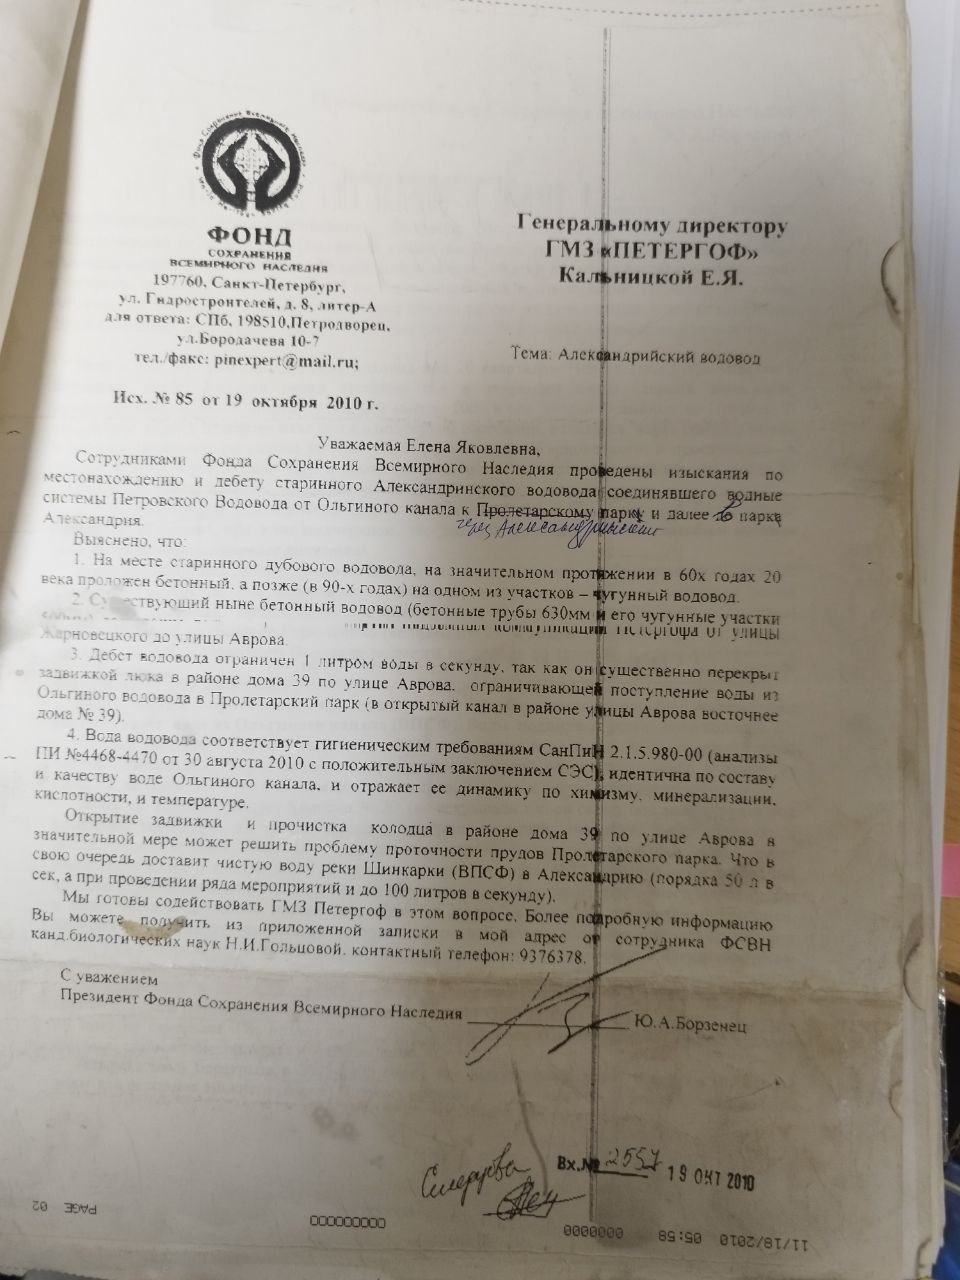 ФОНД
СОХРАНЕНИЯ
ВСЕМИРНОГО НАСЛЕДИЯ
197760, Санкт-Петербург,
ул. Гидростроителей, д. 8, литер-А
для ответа: СПб, 198510,Петродворец,
ул.Бородачева 10-7
тел./факс: pinexpert@mail.ru;
Исх. № 85 от 19 октября 2010 г.
Генеральному директору
ГМЗ «ПЕТЕРГОФ»
Кальницкой Е.Я.
Тема: Александрийский водовод
Уважаемая Елена Яковлевна,
Сотрудниками Фонда Сохранения Всемирного Наследия проведены изыскания по
местонахождению и дебету старинного Александринского водовода соединявшего водные
системы Петровского Водовода от Ольгиного канала к Пролетарскому парку и далее парка
через Александрийский
Александрия.
Выяснено, что:
1. На месте старинного дубового водовода, на значительном протяжении в 60х годах 20
века проложен бетонный, а позже (в 90-х годах) на одном из участков – чугунный водовод.
2. Существующий ныне бетонный водовод (бетонные трубы 630мм и его чугунные участки
коммуникаций Петергофа от улицы
Жарновецкого до улицы Аврова.
3. Дебет водовода ограничен 1 литром воды в секунду, так как он существенно перекрыт
задвижкой люка в районе дома 39 по улице Аврова, ограничивающей поступление воды из
Ольгиного водовода в Пролетарский парк (в открытый канал в районе улицы Аврова восточнее
дома № 39).
4. Вода водовода соответствует гигиеническим требованиям СанПиН 2.1.5.980-00 (анализы
ПИ №4468-4470 от 30 августа 2010 с положительным заключением СЭС), идентична по составу
и качеству воде Ольгиного канала, и отражает ее динамику по химизму, минерализации,
кислотности, и температуре.
Открытие задвижки и прочистка колодца в районе дома 39 по улице Аврова в
значительной мере может решить проблему проточности прудов Пролетарского парка. Что в
свою очередь доставит чистую воду реки Шинкарки (ВПСФ) в Александрию (порядка 50 л в
сек, а при проведении ряда мероприятий и до 100 литров в секунду).
Мы готовы содействовать ГМЗ Петергоф в этом вопросе. Более подробную информацию
Вы можете получить из приложенной записки в мой адрес от сотрудника ФСВН
канд.биологических наук Н.И.Гольцовой. контактный телефон: 9376378.
С уважением
Президент Фонда Сохранения Всемирного Наследия Ю.А.Борзенец
Вх.№ 2557 19 ОКТ 2010
PAGE 02
0000000000
0000000
11/18/2010 05:58